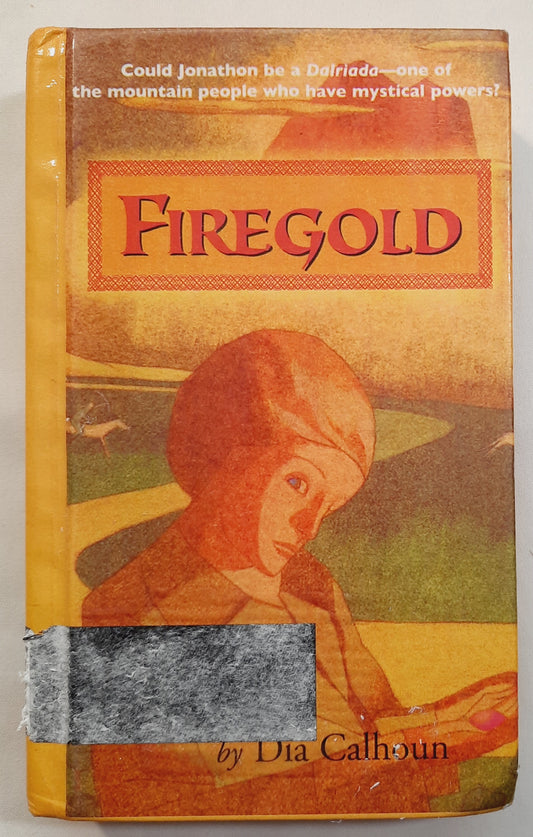 Could Jonathon be a Dalriada—one of
the mountain people who have mystical powers?
FIREGOLD
by Dia Calhoun